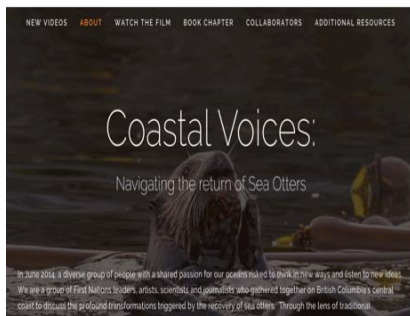 NEW VIDEOS ABOUT WATCH THE FILM BOOK CHAPTER COLLABORATORS ADDITIONAL RESOURCES
Coastal Voices:
Navigating the return of Sea Otters
In June 2014, a diverse group of people with a shared passion for our oceans risked to think in new ways and listen to new ideas.
We are a group of First Nations leaders, artists, scientists and journalists who gathered together on British Columbia's central
coast to discuss the profound transformations triggered by the recovery of sea otters. Through the lens of traditional